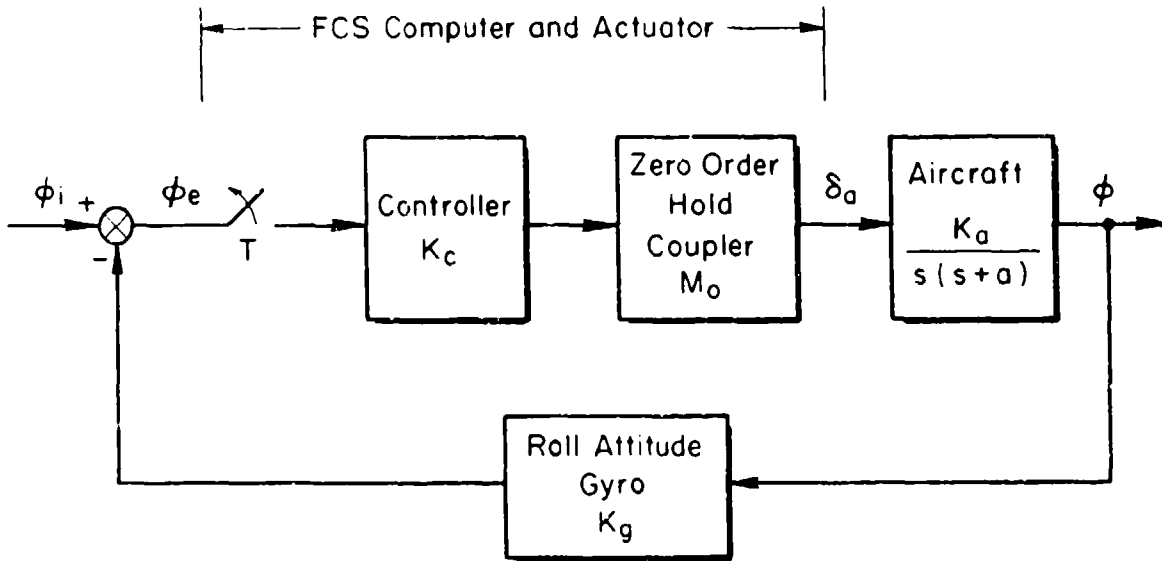 FCS Computer and Actuator
ϕi +
ϕe
-
T
Controller
Kc
Zero Order
Hold
Coupler
Mo
δa
Aircraft
Ka
s(s+a)
ϕ
Roll Attitude
Gyro
Kg